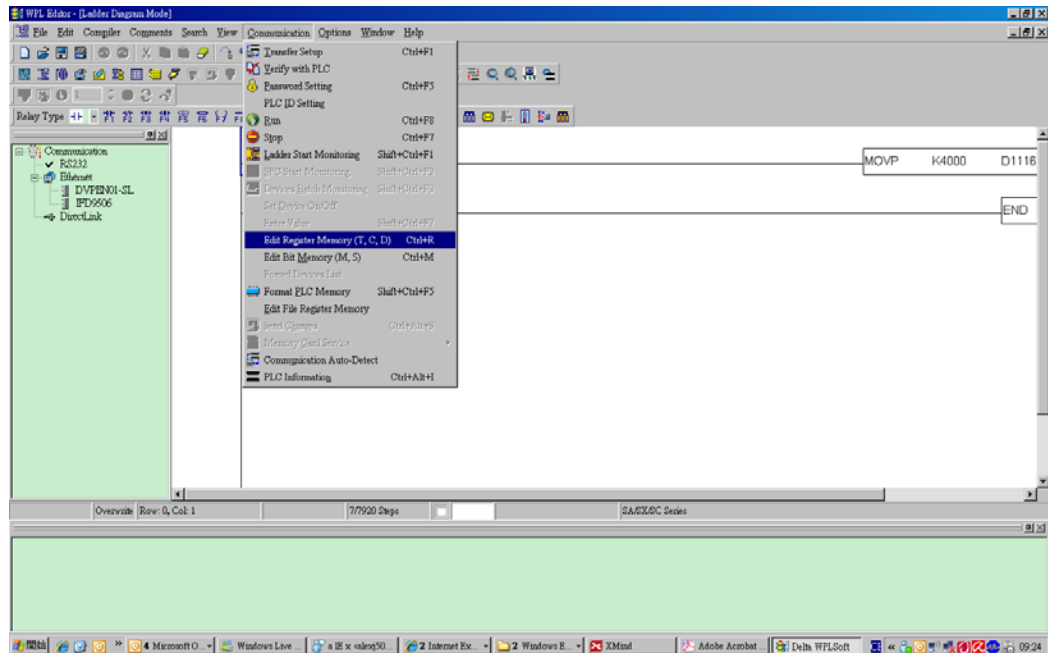 WPL Editor - [Ladder Diagram Mode]
File Edit Compiler Comments Search View Communication Options Window Help
Relay Type
Transfer Setup Ctrl+F1
Verify with PLC
Password Setting Ctrl+F5
PLC ID Setting
Run Ctrl+F8
Stop Ctrl+F7
Ladder Start Monitoring Shift+Ctrl+F1
SFC Start Monitoring Shift+Ctrl+F2
Devices Batch Monitoring Shift+Ctrl+F3
Set Device On/Off
Enter Value Shift+Ctrl+F7
Edit Register Memory (T, C, D) Ctrl+R
Edit Bit Memory (M, S) Ctrl+M
Forced Devices List
Format PLC Memory Shift+Ctrl+F5
Edit File Register Memory
Send Changes Ctrl+Alt+S
Memory Card Service
Communication Auto-Detect
PLC Information Ctrl+Alt+I
Communication
RS232
Ethernet
DVPEN01-SL
IFD9506
DirectLink
MOVP K4000 D1116
END
Overwrite Row: 0, Col: 1 7/7920 Steps SA/SX/SC Series
開始 4 Microsoft O... Windows Live ... 2 Internet Ex... 2 Windows E... XMind Adobe Acrobat ... Delta WPLSoft 09:24